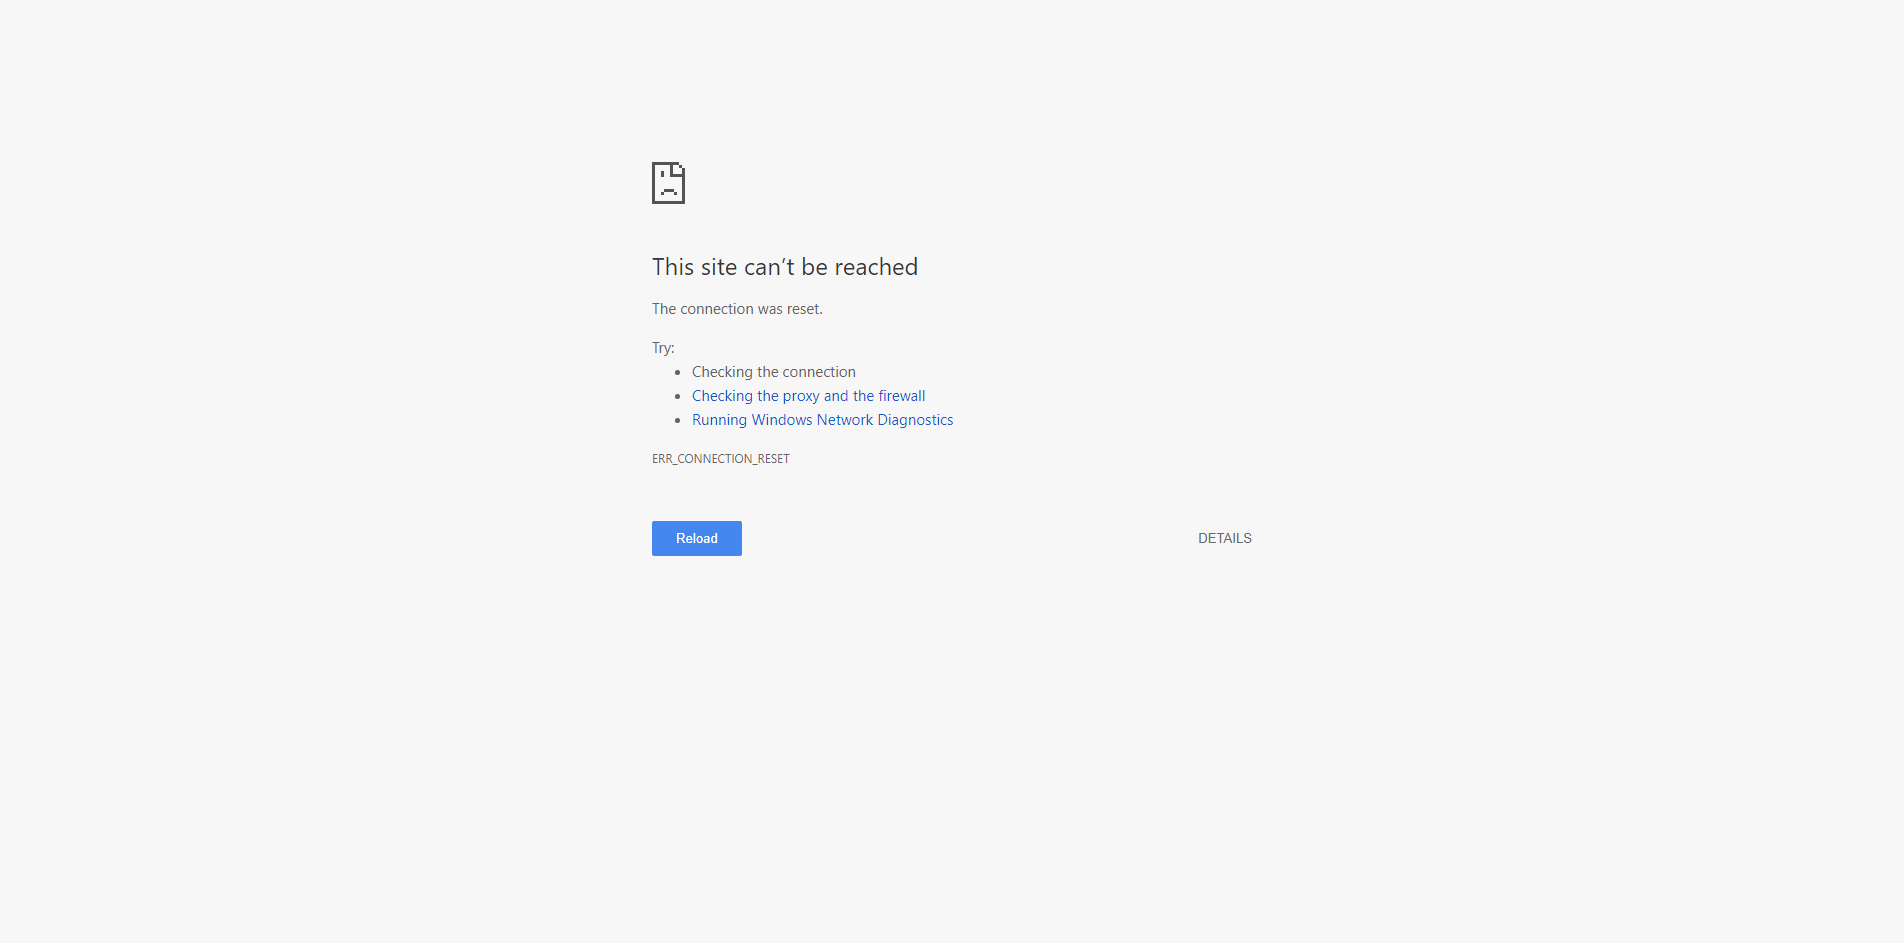 This site can’t be reached
The connection was reset.
Try:
Checking the connection
Checking the proxy and the firewall
Running Windows Network Diagnostics
ERR_CONNECTION_RESET
Reload
DETAILS